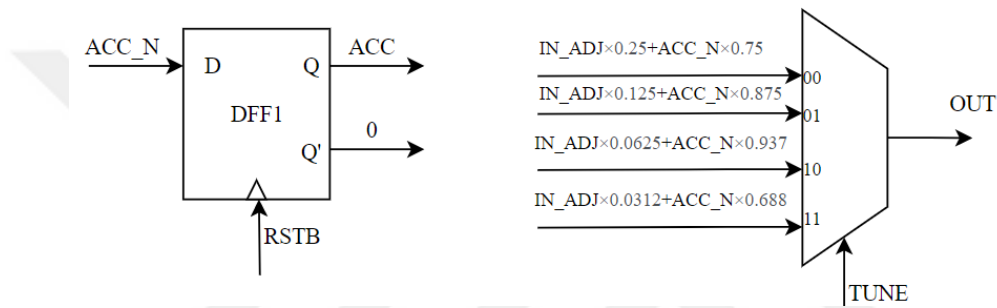 ACC_N
D
Q
ACC
DFF1
Q'
0
RSTB
IN_ADJ×0.25+ACC_N×0.75
00
IN_ADJ×0.125+ACC_N×0.875
01
IN_ADJ×0.0625+ACC_N×0.937
10
IN_ADJ×0.0312+ACC_N×0.688
11
OUT
TUNE